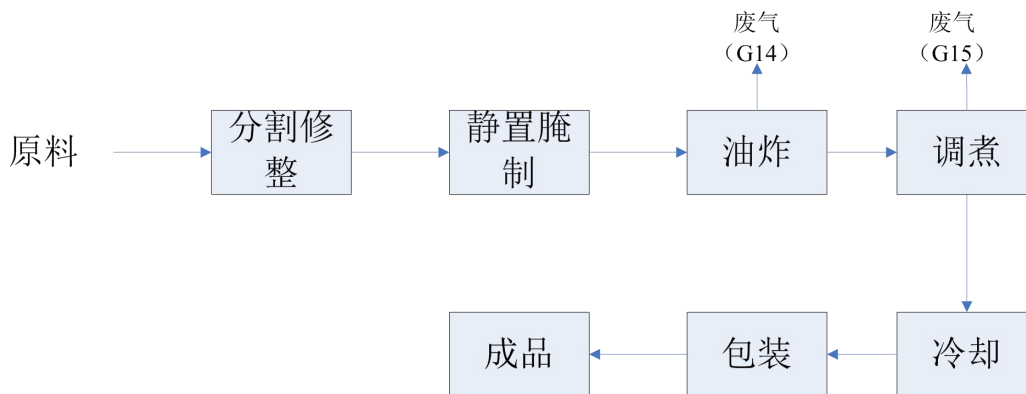 废气
（G14）
废气
（G15）
原料
分割修
整
静置腌
制
油炸
调煮
成品
包装
冷却